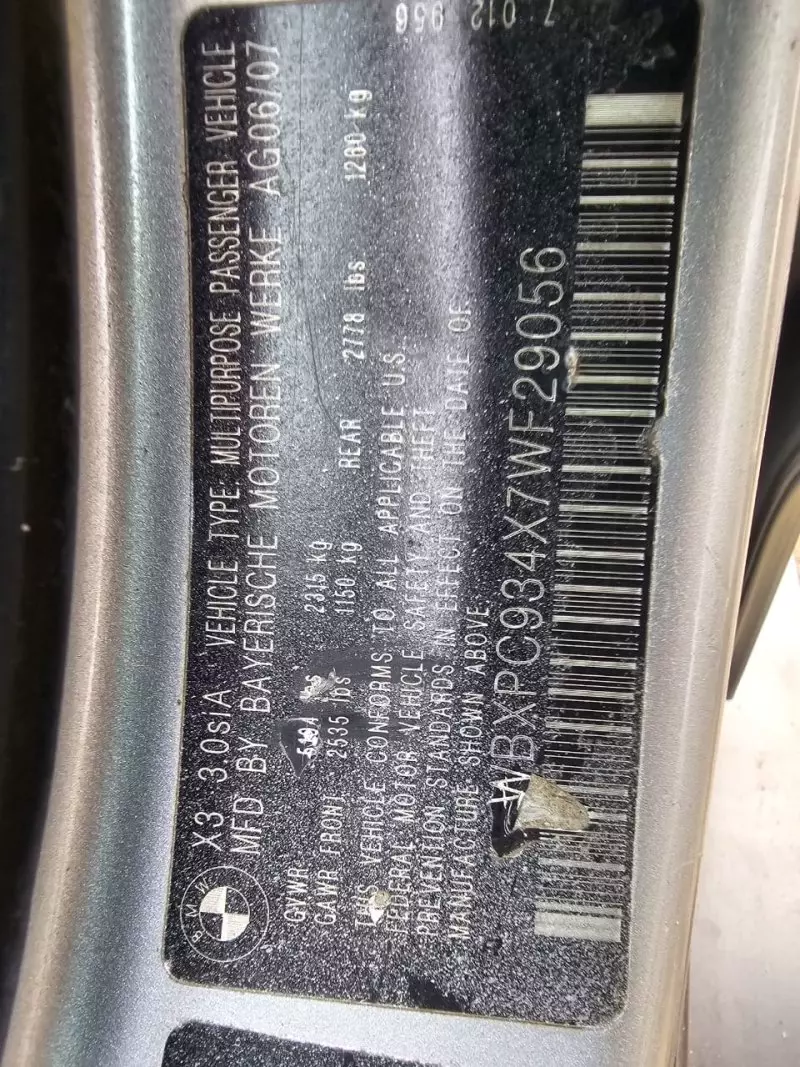 7 012 956
BMW
X3 3.0si/A VEHICLE TYPE: MULTIPURPOSE PASSENGER VEHICLE
MFD BY BAYERISCHE MOTOREN WERKE AG06/07
GVWR 2315 kg
GAWR FRONT 2535 lbs 1150 kg REAR 2778 lbs 1260 kg
THIS VEHICLE CONFORMS TO ALL APPLICABLE U.S.
FEDERAL MOTOR VEHICLE SAFETY AND THEFT
PREVENTION STANDARDS IN EFFECT ON THE DATE OF
MANUFACTURE SHOWN ABOVE.
WBXPC934X7WF29056